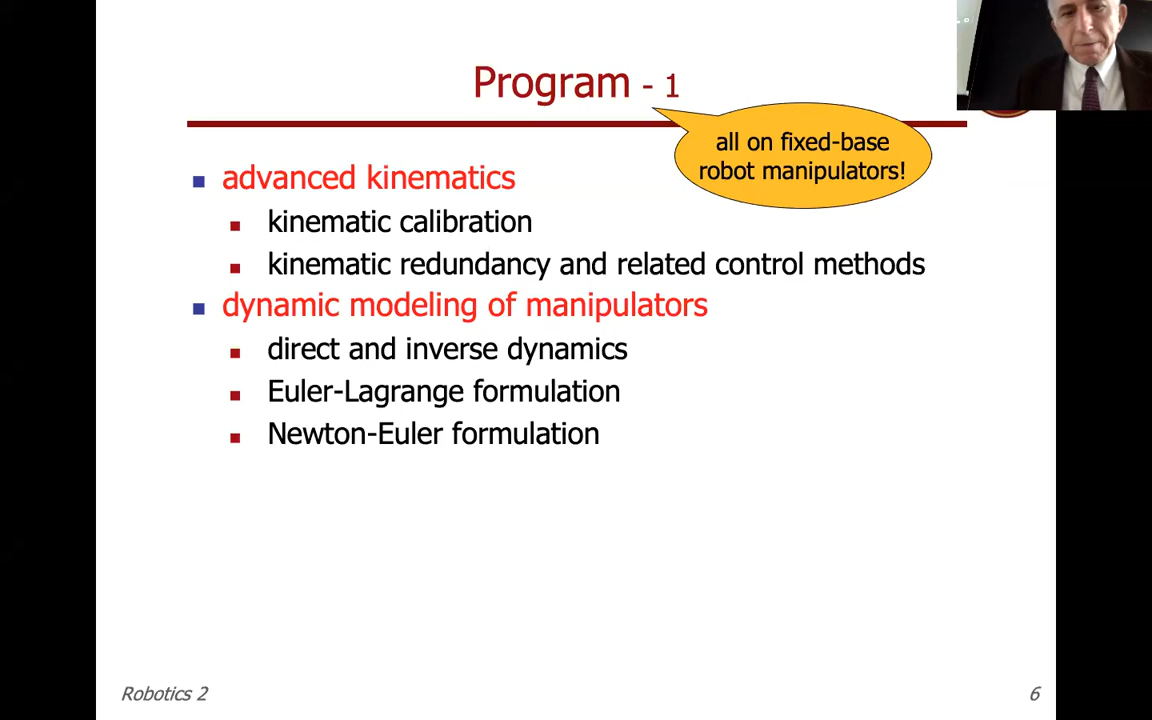 Program - 1
all on fixed-base
robot manipulators!
advanced kinematics
kinematic calibration
kinematic redundancy and related control methods
dynamic modeling of manipulators
direct and inverse dynamics
Euler-Lagrange formulation
Newton-Euler formulation
Robotics 2
6